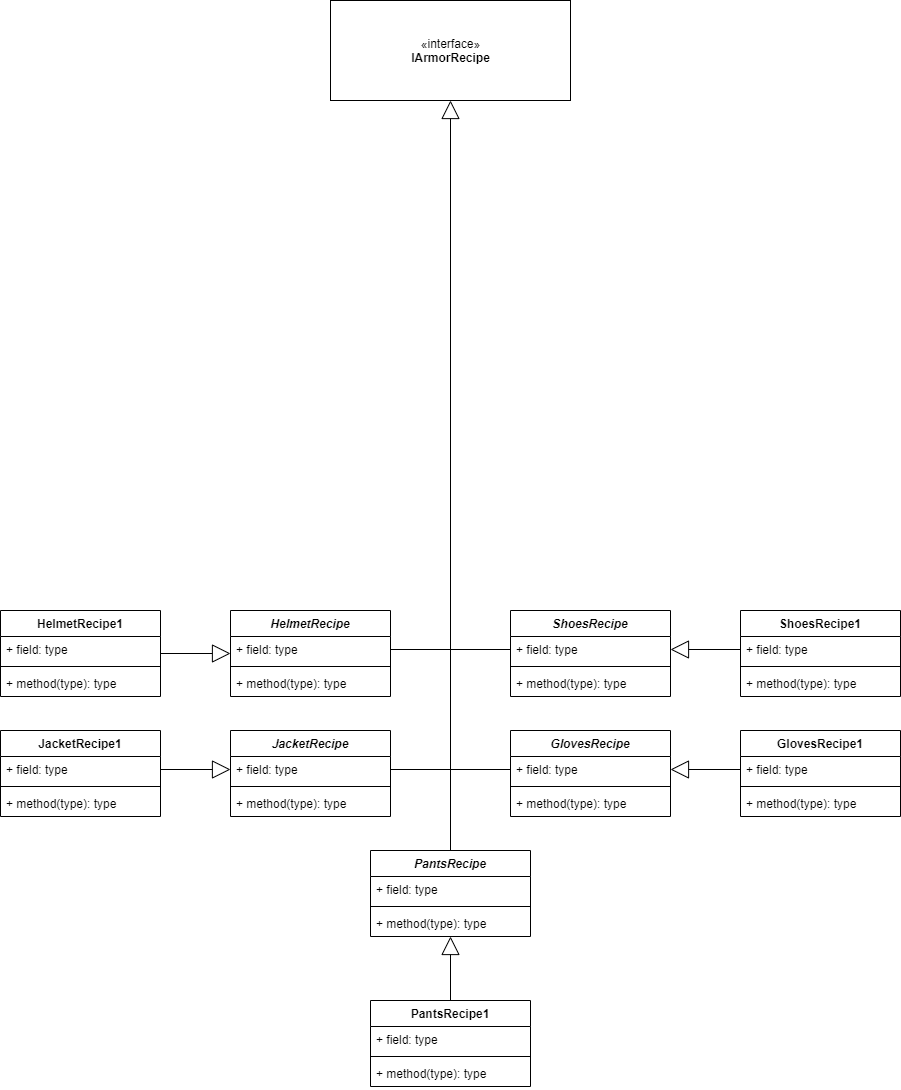 «interface»
IArmorRecipe
HelmetRecipe1
+ field: type
+ method(type): type
HelmetRecipe
+ field: type
+ method(type): type
ShoesRecipe
+ field: type
+ method(type): type
ShoesRecipe1
+ field: type
+ method(type): type
JacketRecipe1
+ field: type
+ method(type): type
JacketRecipe
+ field: type
+ method(type): type
GlovesRecipe
+ field: type
+ method(type): type
GlovesRecipe1
+ field: type
+ method(type): type
PantsRecipe
+ field: type
+ method(type): type
PantsRecipe1
+ field: type
+ method(type): type